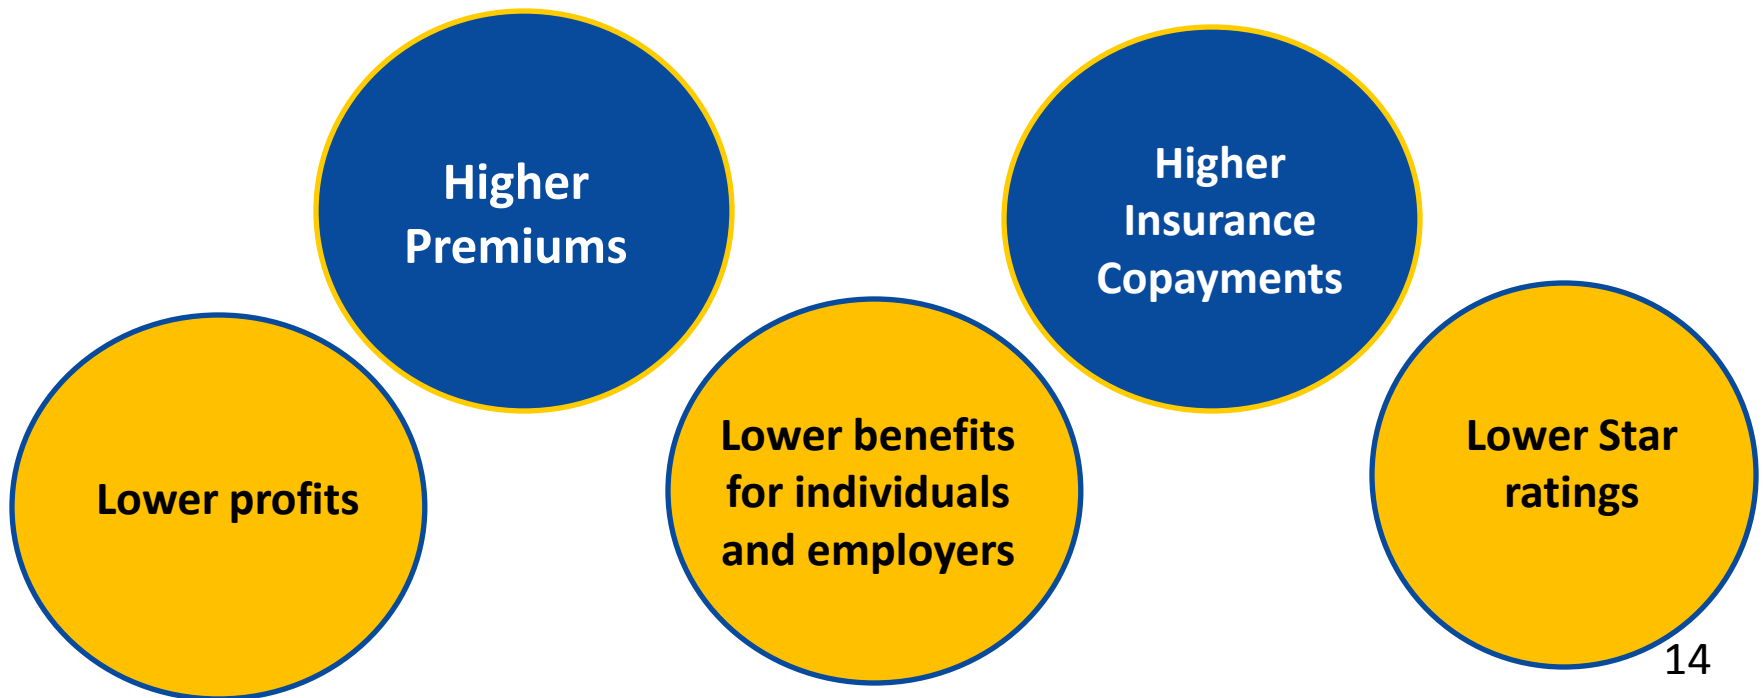 Higher
Premiums
Higher
Insurance
Copayments
Lower profits
Lower benefits
for individuals
and employers
Lower Star
ratings
14